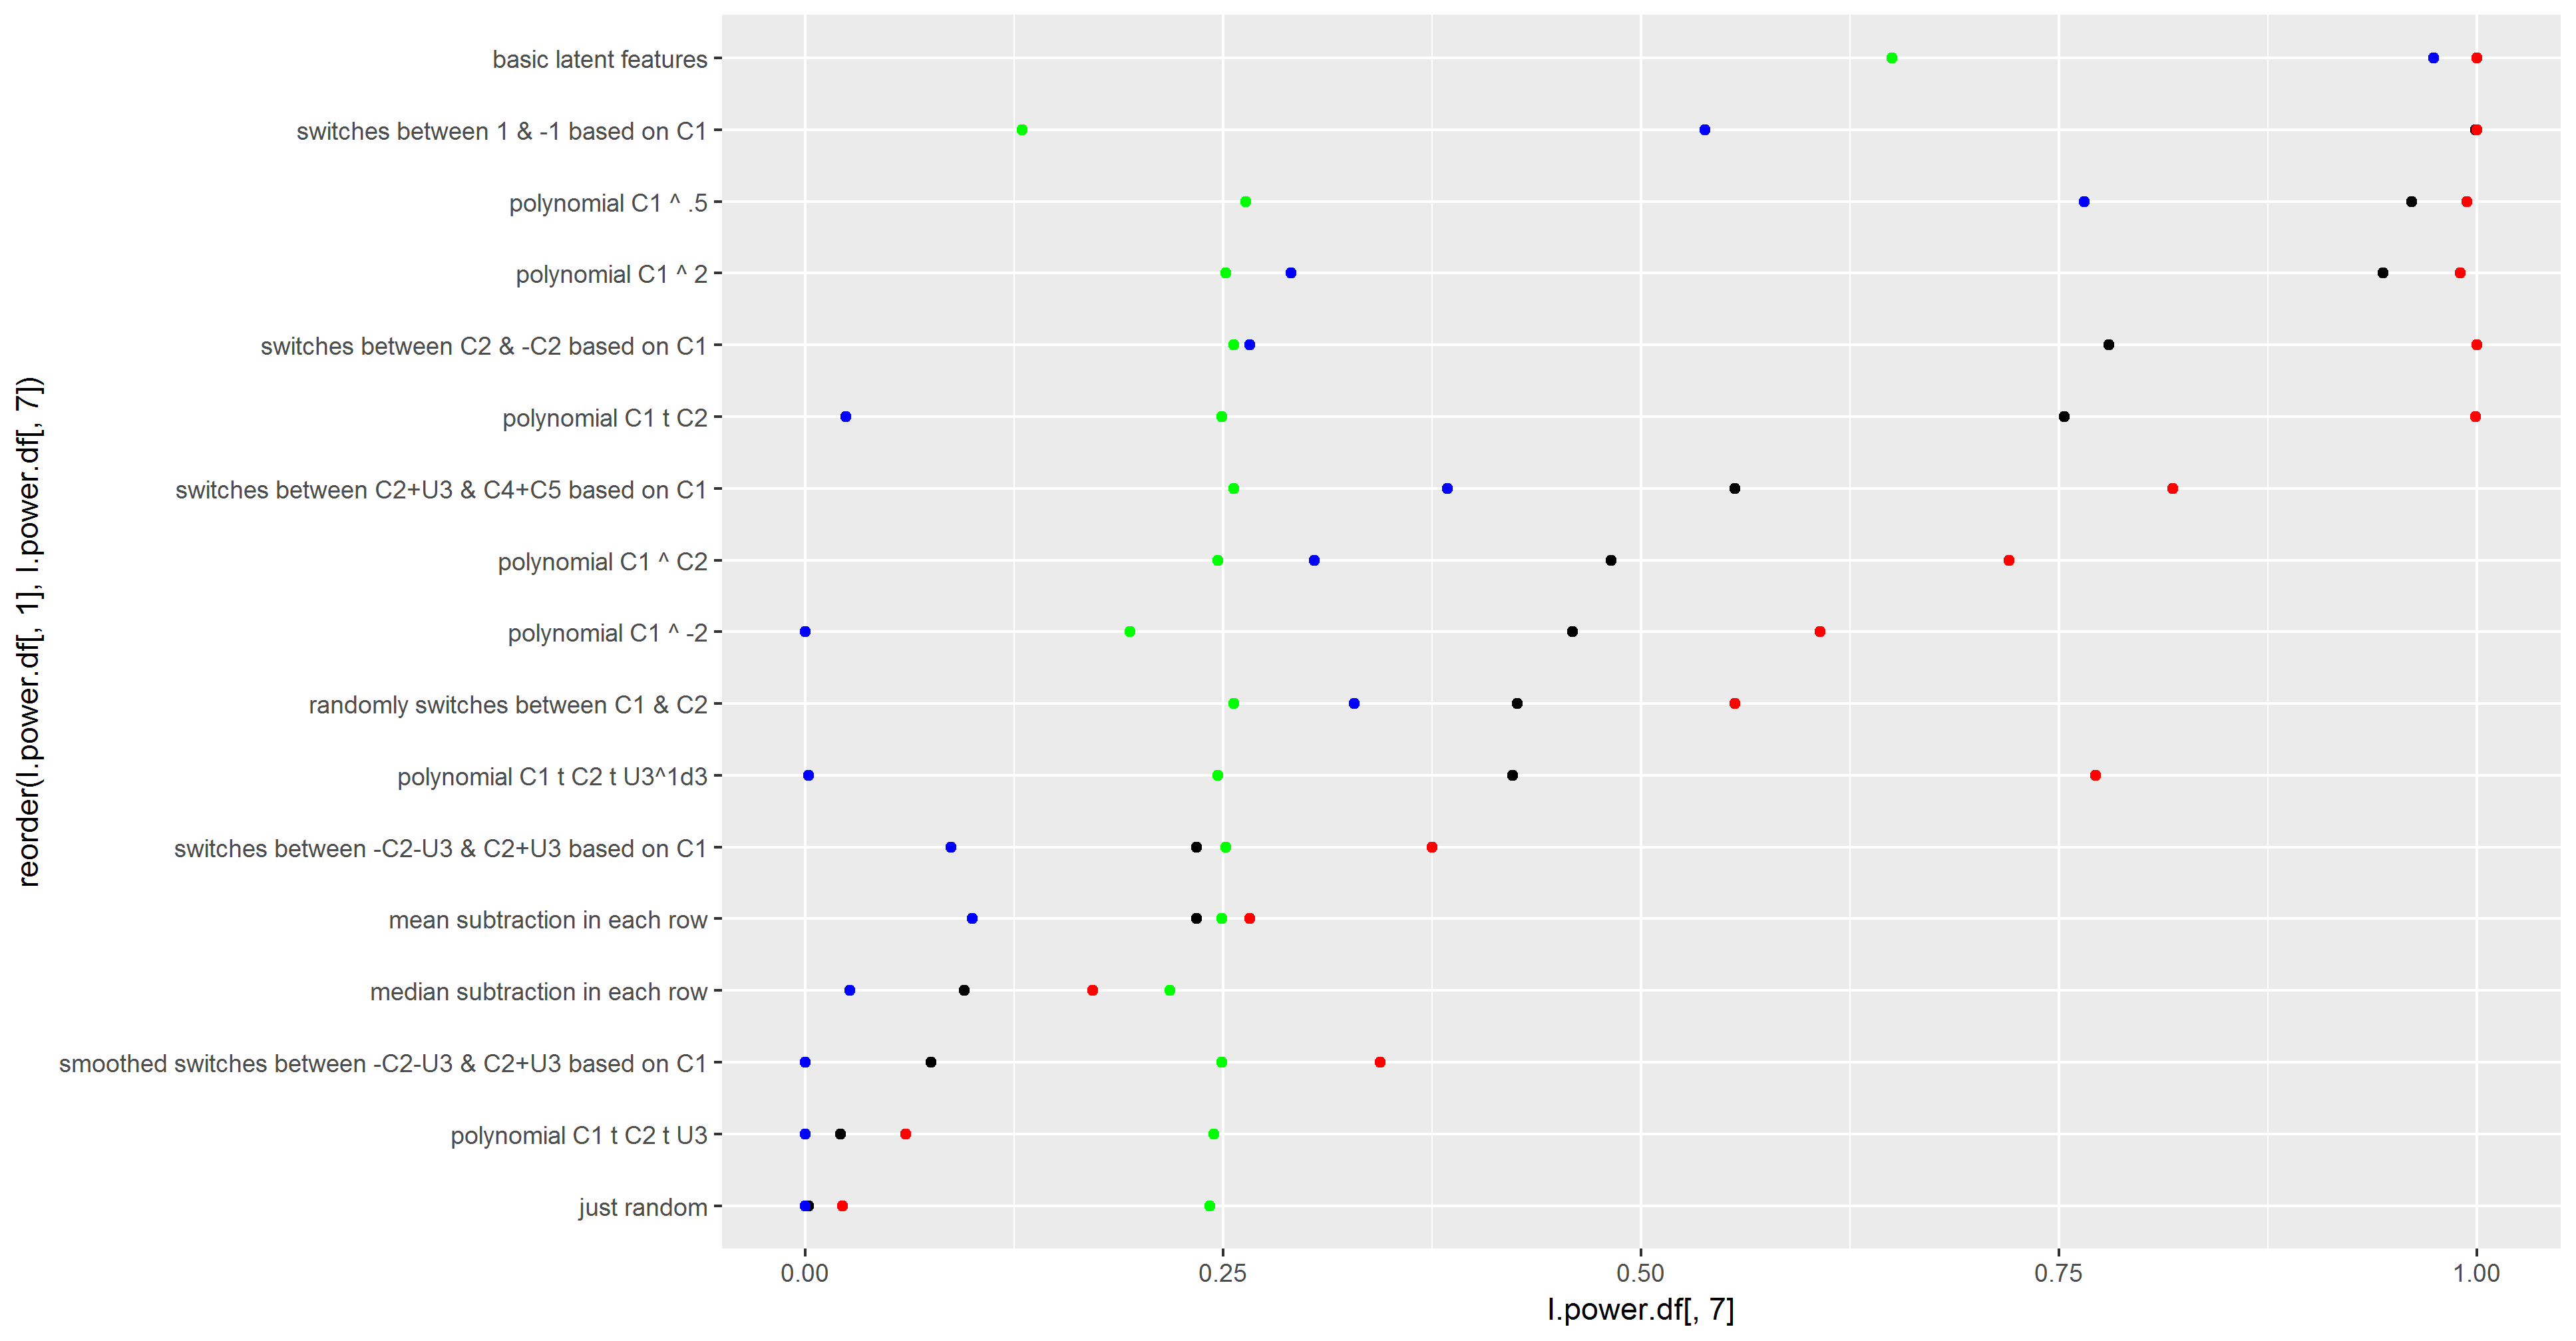 basic latent features
switches between 1 & -1 based on C1
polynomial C1 ^ .5
polynomial C1 ^ 2
switches between C2 & -C2 based on C1
polynomial C1 t C2
switches between C2+U3 & C4+C5 based on C1
polynomial C1 ^ C2
polynomial C1 ^ -2
randomly switches between C1 & C2
polynomial C1 t C2 t U3^1d3
switches between -C2-U3 & C2+U3 based on C1
mean subtraction in each row
median subtraction in each row
smoothed switches between -C2-U3 & C2+U3 based on C1
polynomial C1 t C2 t U3
just random
reorder(l.power.df[, 1], l.power.df[, 7])
0.00 0.25 0.50 0.75 1.00
l.power.df[, 7]